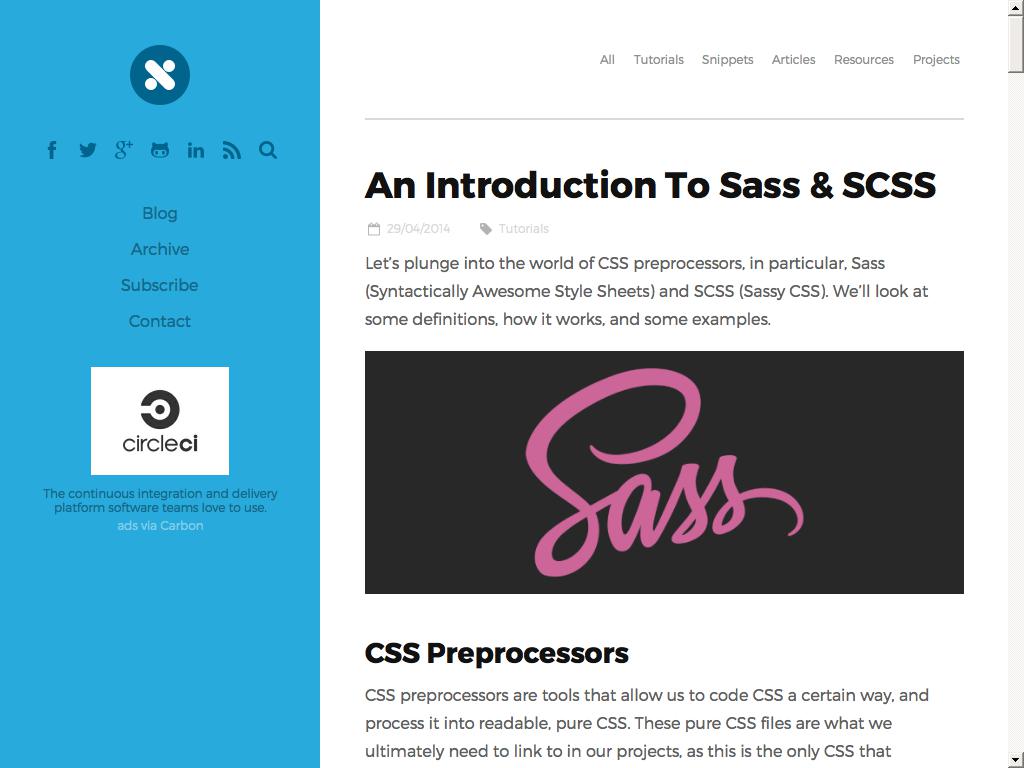 All Tutorials Snippets Articles Resources Projects
Blog
Archive
Subscribe
Contact
circleci
The continuous integration and delivery
platform software teams love to use.
ads via Carbon
An Introduction To Sass & SCSS
29/04/2014 Tutorials
Let’s plunge into the world of CSS preprocessors, in particular, Sass
(Syntactically Awesome Style Sheets) and SCSS (Sassy CSS). We’ll look at
some definitions, how it works, and some examples.
Sass
CSS Preprocessors
CSS preprocessors are tools that allow us to code CSS a certain way, and
process it into readable, pure CSS. These pure CSS files are what we
ultimately need to link to in our projects, as this is the only CSS that